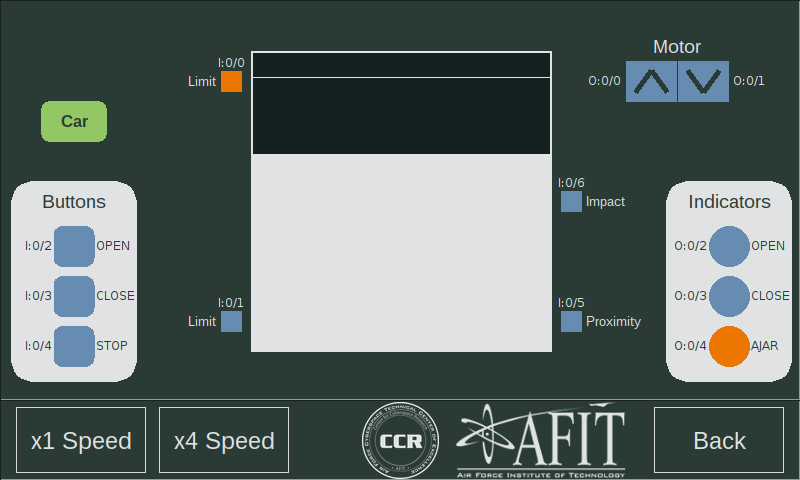 Motor
I:0/0
Limit
O:0/0
O:0/1
Car
I:0/6
Impact
Buttons
I:0/2
OPEN
I:0/3
CLOSE
I:0/4
STOP
I:0/1
Limit
I:0/5
Proximity
Indicators
O:0/2
OPEN
O:0/3
CLOSE
O:0/4
AJAR
x1 Speed
x4 Speed
AIR FORCE CYBERSPACE TECHNICAL CENTER OF EXCELLENCE
CCR
AFIT
AFIT
AIR FORCE INSTITUTE OF TECHNOLOGY
Back